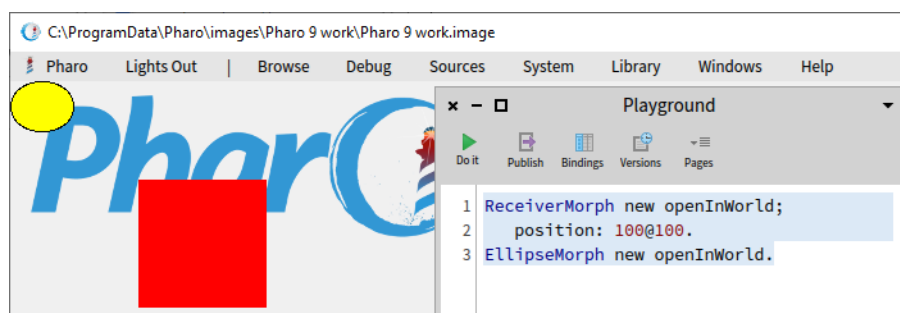 C:\ProgramData\Pharo\images\Pharo 9 work\Pharo 9 work.image
Pharo Lights Out | Browse Debug Sources System Library Windows Help
Pharo
Playground
Do it Publish Bindings Versions Pages
1 ReceiverMorph new openInWorld;
2 position: 100@100.
3 EllipseMorph new openInWorld.